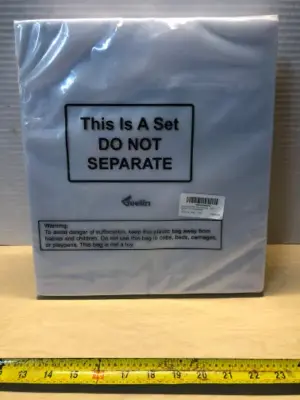 This Is A Set
DO NOT
SEPARATE
Warning:
To avoid danger of suffocation, keep this plastic bag away from
babies and children. Do not use this bag in cribs, beds, carriages,
or playpens. This bag is not a toy.
13 14 15 16 17 18 19 20 21 22 23